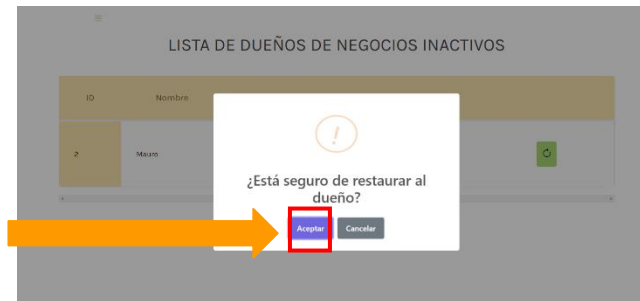 LISTA DE DUEÑOS DE NEGOCIOS INACTIVOS
ID Nombre
2 Mauro
¿Está seguro de restaurar al
dueño?
Aceptar Cancelar